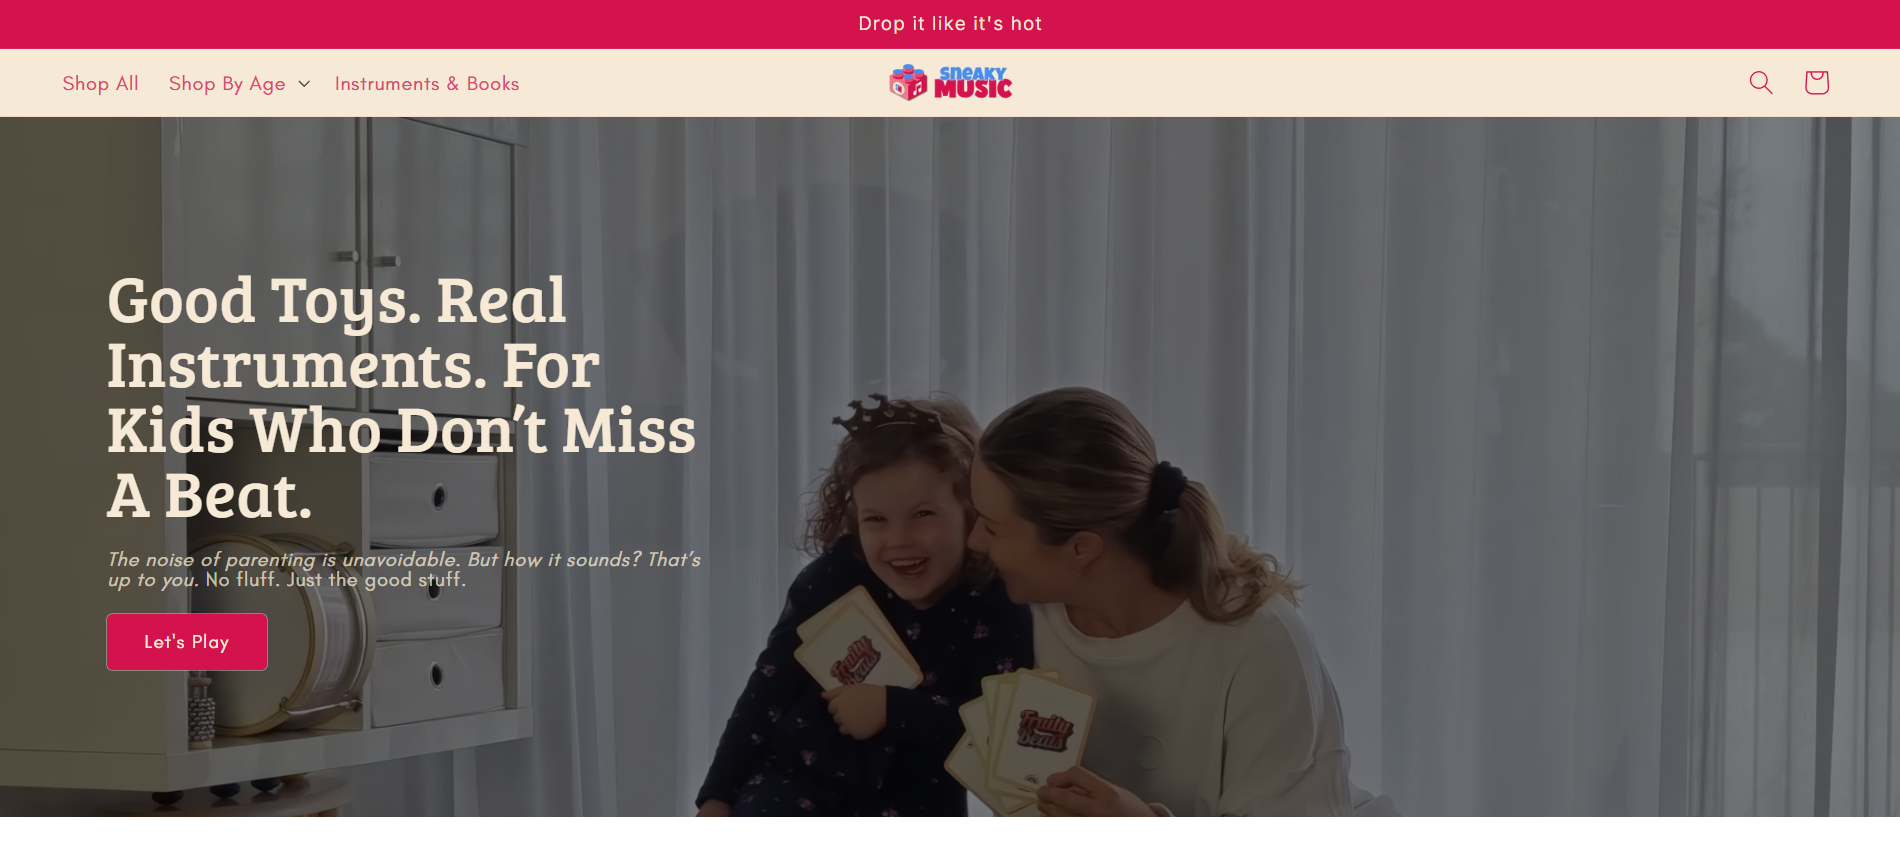 Drop it like it's hot
Shop All
Shop By Age
Instruments & Books
SNEAKY
MUSIC
Good Toys. Real
Instruments. For
Kids Who Don’t Miss
A Beat.
The noise of parenting is unavoidable. But how it sounds? That’s
up to you. No fluff. Just the good stuff.
Let's Play
Fruity
Beats
Fruity
Beats